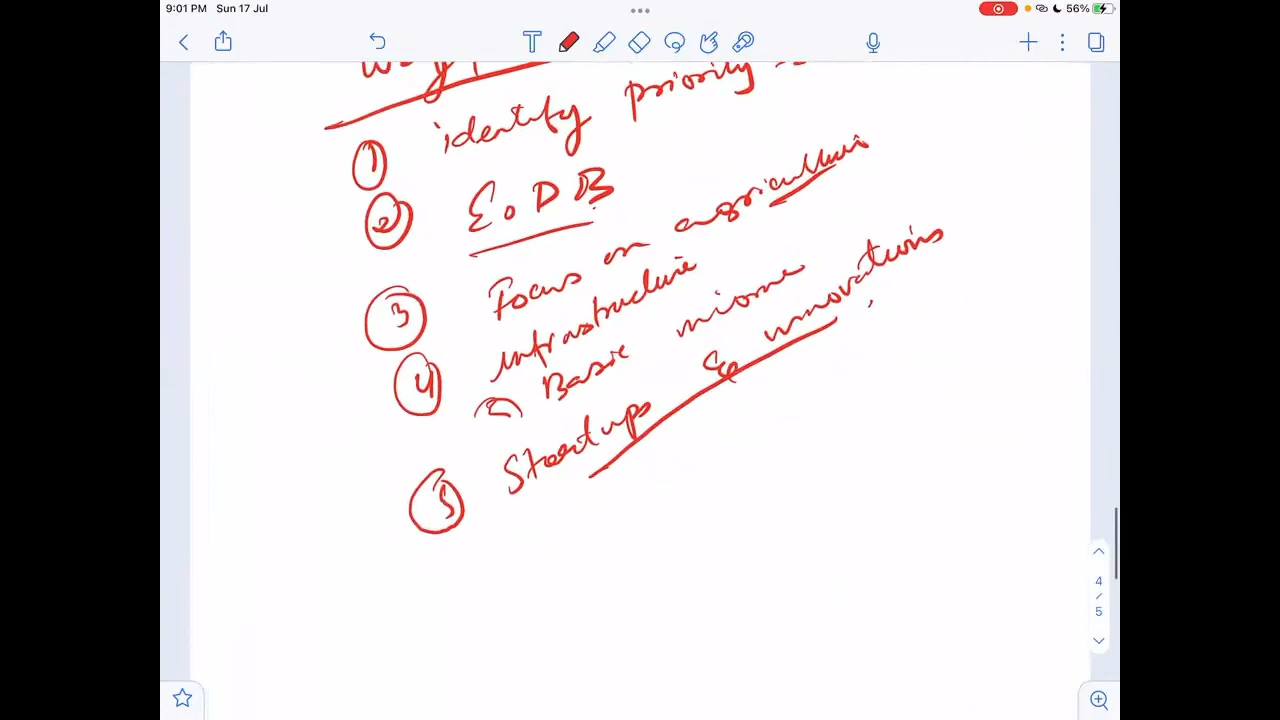 9:01 PM Sun 17 Jul
56%
① identify priority
② EoDB
③ Focus on agriculture
④ infrastructure
Basic
⑤ Startups & innovations
4
/
5